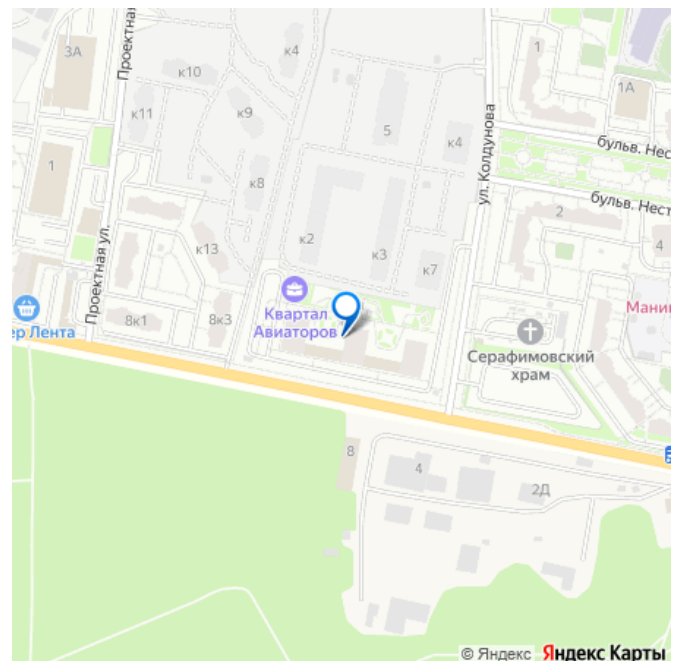 3А
Проектная
к10
к4
к11
к9
5
к4
1
1А
ул. Колдунова
бульв. Нес
бульв. Нест
1
к8
2
4
Проектная ул.
к13
к2
к3
к7
Квартал
Авиаторов
ер Лента
8к1
8к3
Мани
Серафимовский
храм
8
4
2Д
© Яндекс Яндекс Карты